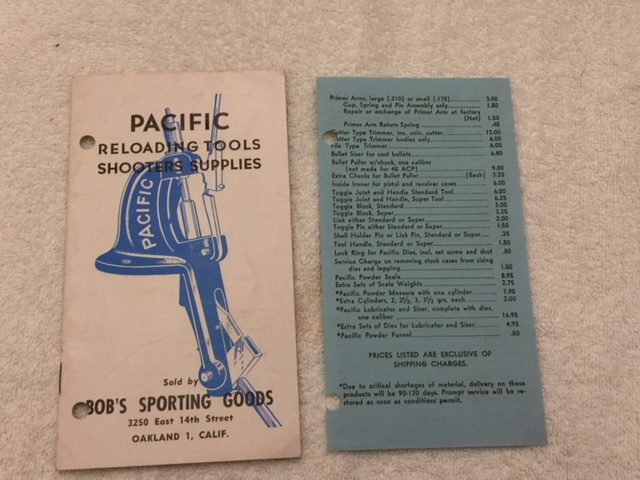 PACIFIC
RELOADING TOOLS
SHOOTERS SUPPLIES
PACIFIC
Sold by
BOB'S SPORTING GOODS
3250 East 14th Street
OAKLAND 1, CALIF.
Primer Arms, large (.210) or small (.175) 3.00
Cup, Spring and Pin Assembly only 1.50
Repair or exchange of Primer Arm at factory
[Net] 1.50
Primer Arm Return Spring .45
Cutter Type Trimmer, inc. univ. cutter 12.00
Cutter Type Trimmer bodies only 6.00
File Type Trimmer 6.00
Bullet Sizer for cast bullets 6.00
Bullet Puller w/chuck, one caliber
(not made for 45 ACP) 9.00
Extra Chucks for Bullet Puller [Each] 3.25
Inside Ironer for pistol and revolver cases 6.00
Toggle Joint and Handle Standard Tool 6.00
Toggle Joint and Handle, Super Tool 6.25
Toggle Block, Standard 3.00
Toggle Block, Super 3.25
Link either Standard or Super 2.00
Toggle Pin either Standard or Super 1.50
Shell Holder Pin or Link Pin, Standard or Super .35
Tool Handle, Standard or Super 1.50
Lock Ring for Pacific Dies, incl. set screw and shot .80
Service Charge on removing stuck cases from sizing
dies and lapping 1.50
Pacific Powder Scale 8.95
Extra Sets of Scale Weights 2.75
*Pacific Powder Measure with one cylinder 7.95
*Extra Cylinders, 2, 2½, 3, 3½ grs. each 2.00
*Pacific Lubricator and Sizer, complete with dies,
one caliber 16.95
*Extra Sets of Dies for Lubricator and Sizer 4.95
*Pacific Powder Funnel .80
PRICES LISTED ARE EXCLUSIVE OF
SHIPPING CHARGES.
*Due to critical shortages of material, delivery on these
products will be 90-120 days. Prompt service will be re-
stored as soon as conditions permit.